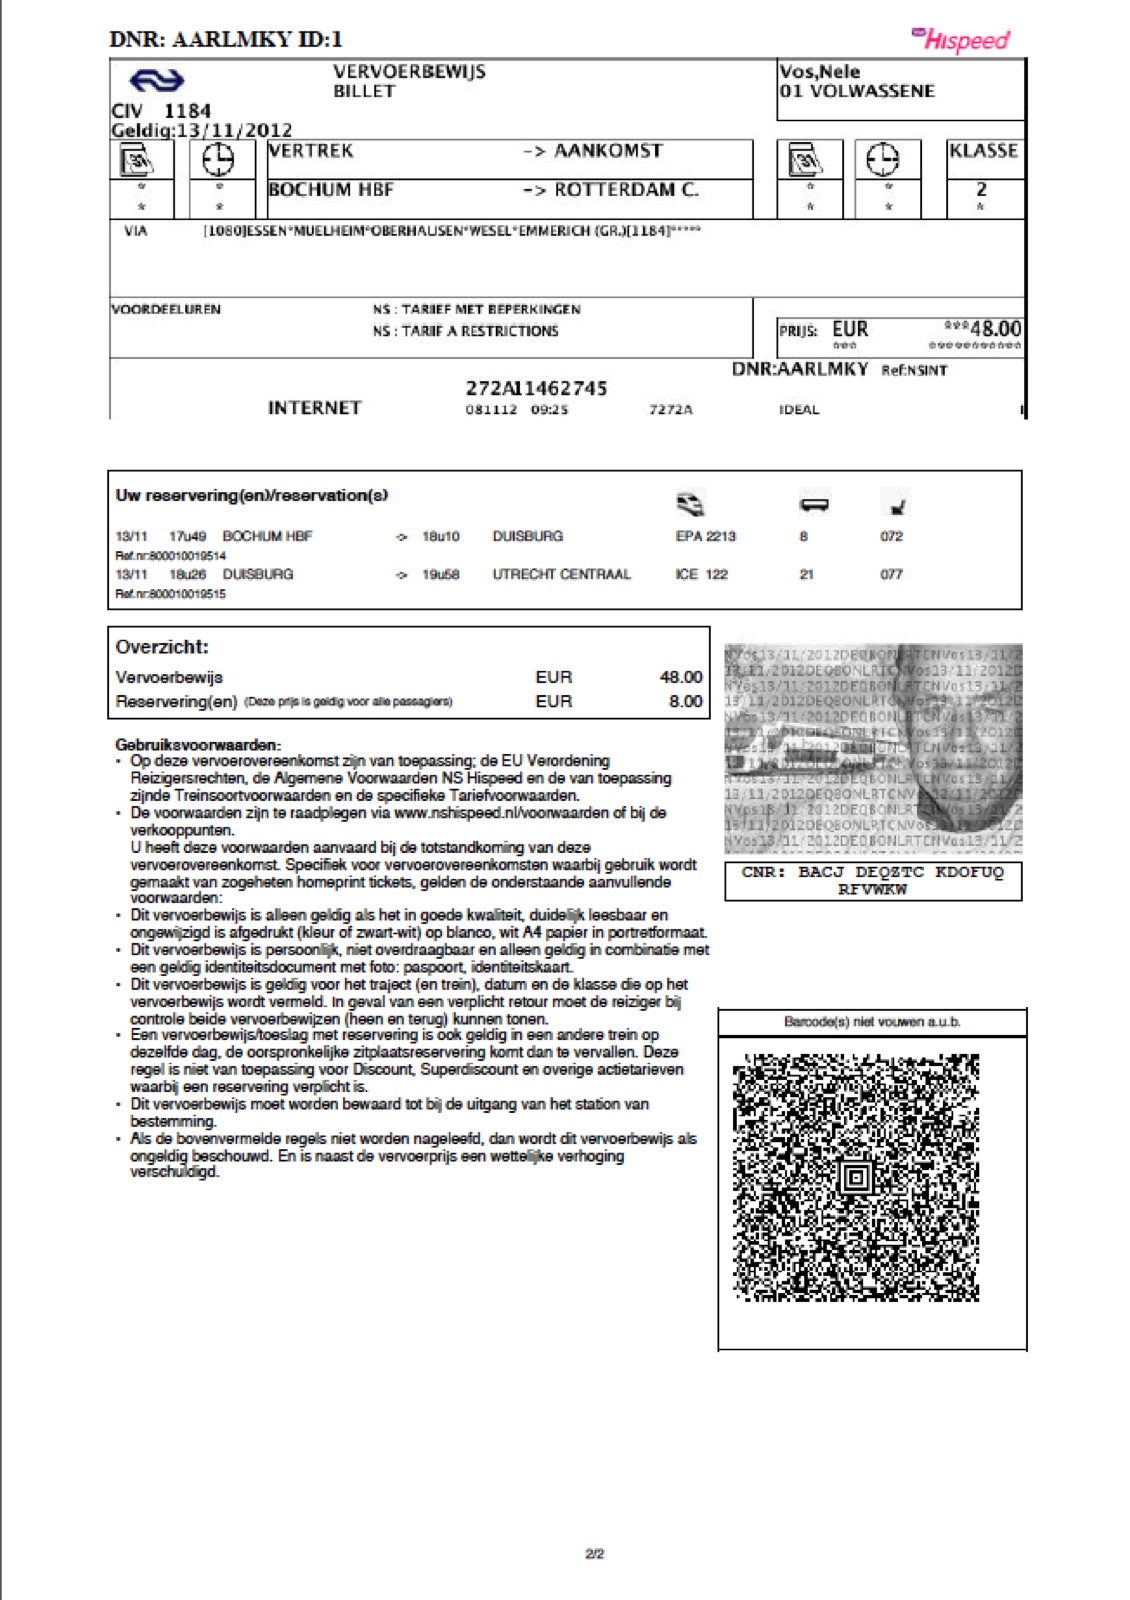 DNR: AARLMKY ID:1
Hispeed
VERVOERBEWIJS
BILLET
Vos,Nele
01 VOLWASSENE
CIV 1184
Geldig:13/11/2012
VERTREK -> AANKOMST KLASSE
* * BOCHUM HBF -> ROTTERDAM C. * * 2
* * * * *
VIA [1080]ESSEN*MUELHEIM*OBERHAUSEN*WESEL*EMMERICH (GR.)[1184]*****
VOORDEELUREN NS : TARIEF MET BEPERKINGEN
NS : TARIF A RESTRICTIONS
PRIJS: EUR ***48.00
*** ***********
DNR:AARLMKY Ref:NSINT
272A11462745
INTERNET 081112 09:25 7272A IDEAL
Uw reservering(en)/reservation(s)
13/11 17u49 BOCHUM HBF -> 18u10 DUISBURG EPA 2213 8 072
Ref.nr:800010019514
13/11 18u26 DUISBURG -> 19u58 UTRECHT CENTRAAL ICE 122 21 077
Ref.nr:800010019515
Overzicht:
Vervoerbewijs EUR 48.00
Reservering(en) (Deze prijs is geldig voor alle passagiers) EUR 8.00
Gebruiksvoorwaarden:
• Op deze vervoerovereenkomst zijn van toepassing; de EU Verordening
Reizigersrechten, de Algemene Voorwaarden NS Hispeed en de van toepassing
zijnde Treinsoortvoorwaarden en de specifieke Tariefvoorwaarden.
• De voorwaarden zijn te raadplegen via www.nshispeed.nl/voorwaarden of bij de
verkooppunten.
U heeft deze voorwaarden aanvaard bij de totstandkoming van deze
vervoerovereenkomst. Specifiek voor vervoerovereenkomsten waarbij gebruik wordt
gemaakt van zogeheten homeprint tickets, gelden de onderstaande aanvullende
voorwaarden:
• Dit vervoerbewijs is alleen geldig als het in goede kwaliteit, duidelijk leesbaar en
ongewijzigd is afgedrukt (kleur of zwart-wit) op blanco, wit A4 papier in portretformaat.
• Dit vervoerbewijs is persoonlijk, niet overdraagbaar en alleen geldig in combinatie met
een geldig identiteitsdocument met foto: paspoort, identiteitskaart.
• Dit vervoerbewijs is geldig voor het traject (en trein), datum en de klasse die op het
vervoerbewijs wordt vermeld. In geval van een verplicht retour moet de reiziger bij
controle beide vervoerbewijzen (heen en terug) kunnen tonen.
• Een vervoerbewijs/toeslag met reservering is ook geldig in een andere trein op
dezelfde dag, de oorspronkelijke zitplaatsreservering komt dan te vervallen. Deze
regel is niet van toepassing voor Discount, Superdiscount en overige actietarieven
waarbij een reservering verplicht is.
• Dit vervoerbewijs moet worden bewaard tot bij de uitgang van het station van
bestemming.
• Als de bovenvermelde regels niet worden nageleefd, dan wordt dit vervoerbewijs als
ongeldig beschouwd. En is naast de vervoerprijs een wettelijke verhoging
verschuldigd.
CNR: BACJ DEQZTC KDOFUQ
RFVWKW
Barcode(s) niet vouwen a.u.b.
2/2